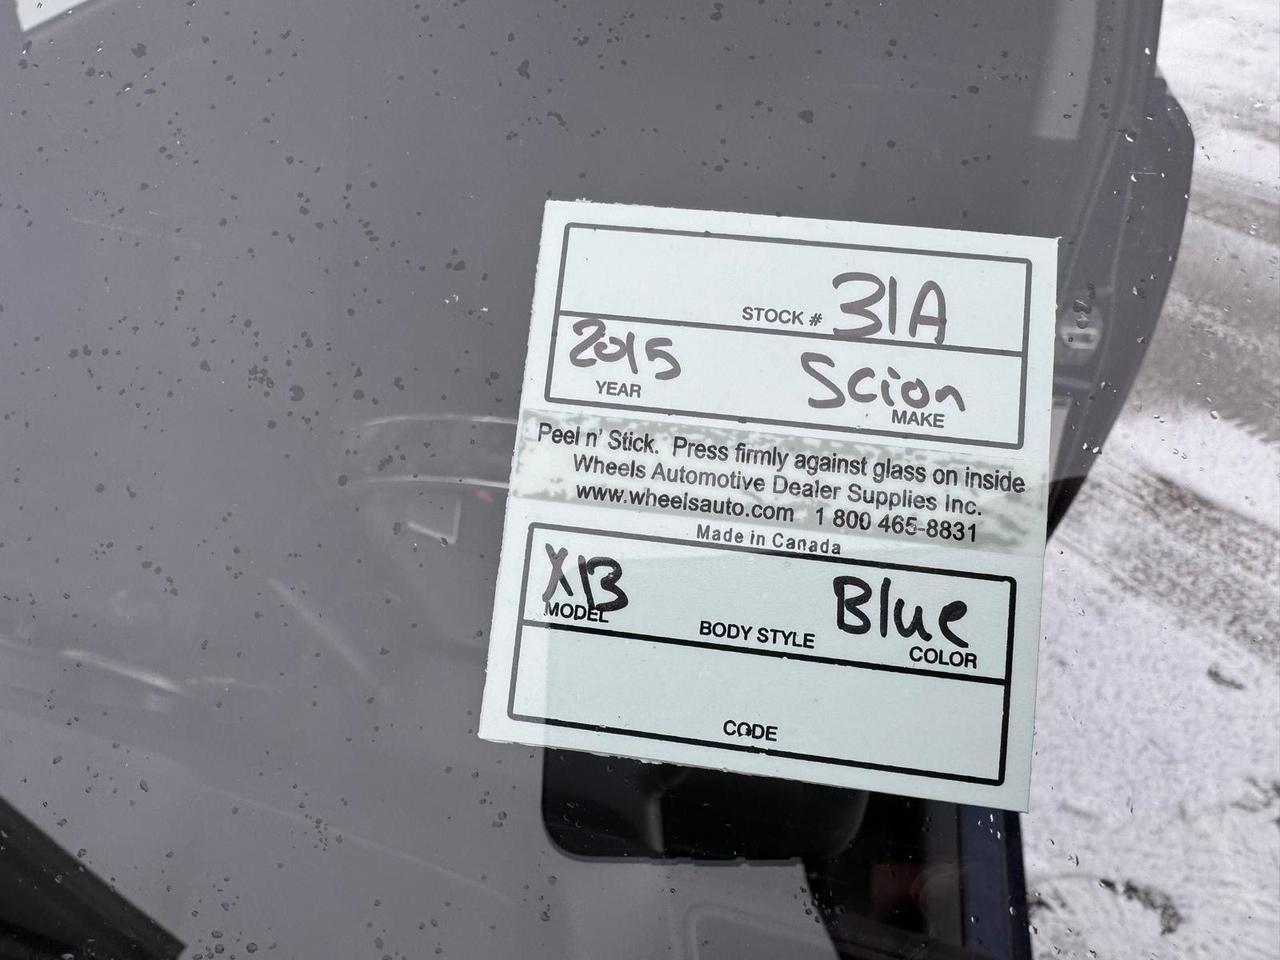 STOCK # 31A
2015 Scion
YEAR MAKE
Peel n' Stick. Press firmly against glass on inside
Wheels Automotive Dealer Supplies Inc.
www.wheelsauto.com 1 800 465-8831
Made in Canada
XB Blue
MODEL BODY STYLE COLOR
CODE